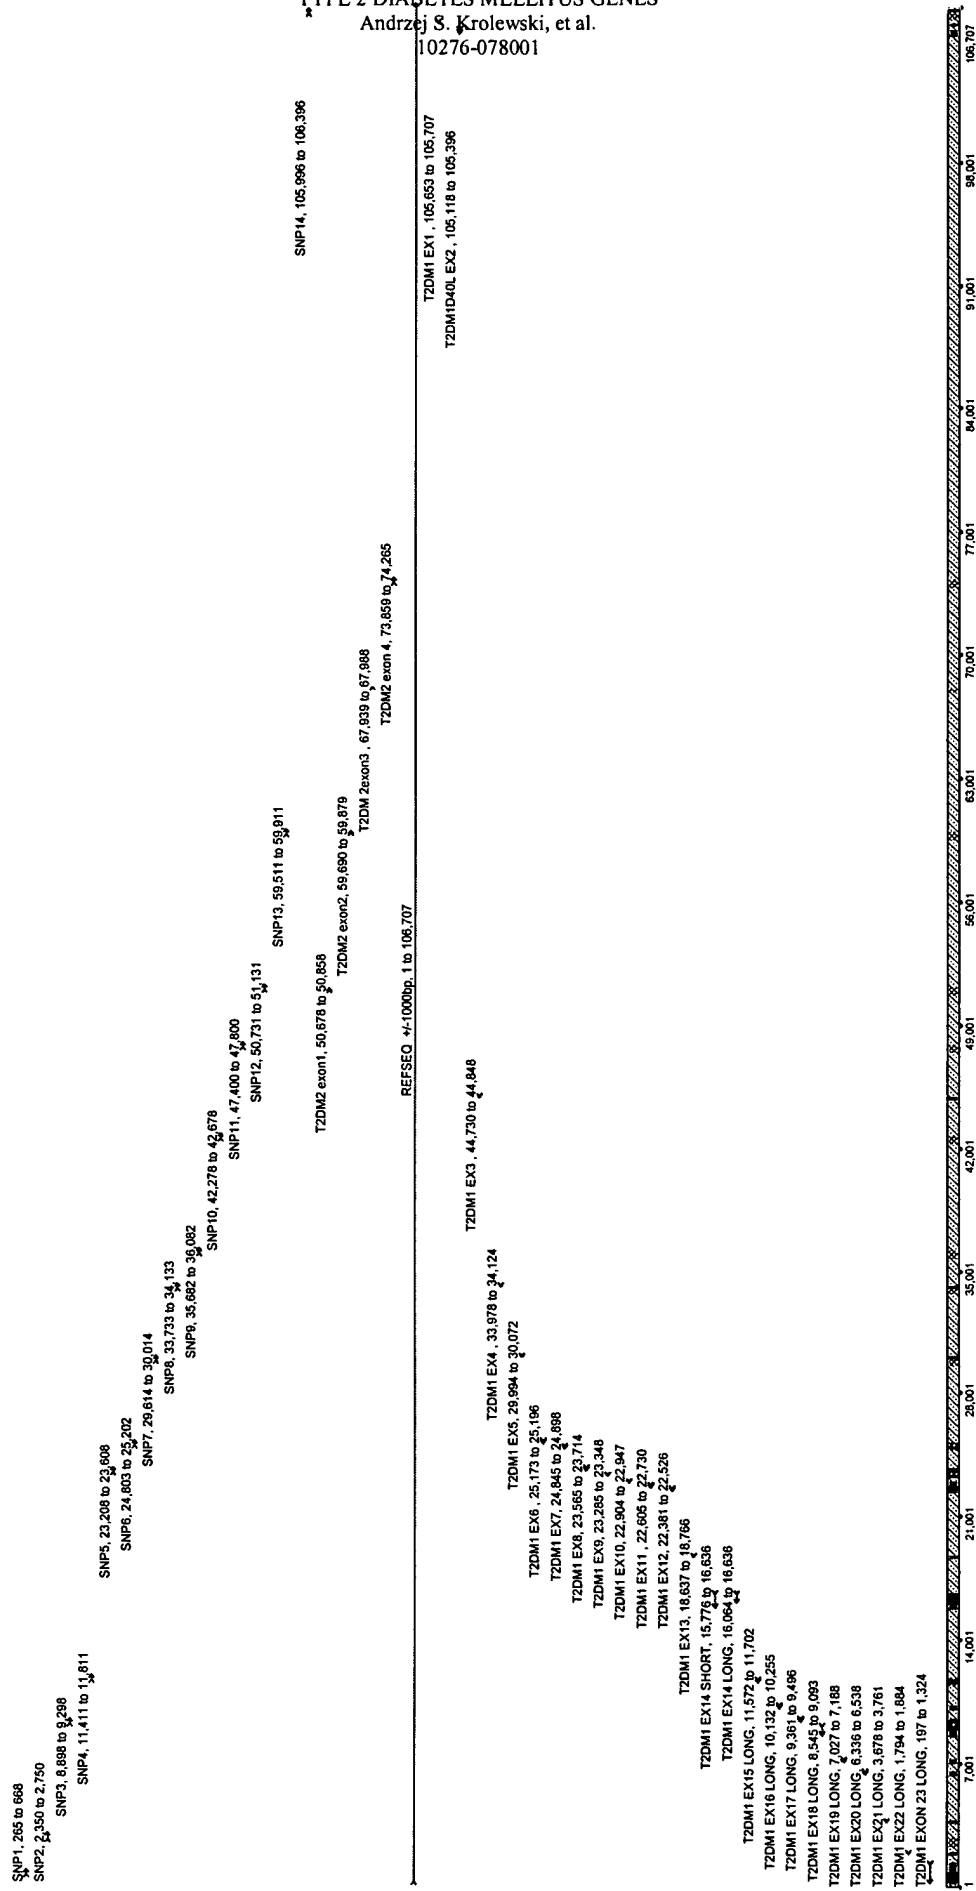 TYPE 2 DIABETES MELLITUS GENES
Andrzej S. Krolewski, et al.
10276-078001
SNP1, 265 to 668
SNP2, 2,350 to 2,750
SNP3, 8,898 to 9,298
SNP4, 11,411 to 11,811
SNP5, 23,208 to 23,608
SNP6, 24,803 to 25,202
SNP7, 29,614 to 30,014
SNP8, 33,733 to 34,133
SNP9, 35,682 to 36,082
SNP10, 42,278 to 42,678
SNP11, 47,400 to 47,800
SNP12, 50,731 to 51,131
SNP13, 59,511 to 59,911
SNP14, 105,996 to 106,396
T2DM2 exon1, 50,678 to 50,858
T2DM2 exon2, 59,690 to 59,879
T2DM 2exon3 , 67,939 to 67,988
T2DM2 exon 4, 73,859 to 74,265
REFSEQ +/-1000bp, 1 to 106,707
T2DM1 EX1 , 105,653 to 105,707
T2DM1D40L EX2 , 105,118 to 105,396
T2DM1 EX3 , 44,730 to 44,848
T2DM1 EX4 , 33,978 to 34,124
T2DM1 EX5, 29,994 to 30,072
T2DM1 EX6 , 25,173 to 25,196
T2DM1 EX7, 24,845 to 24,898
T2DM1 EX8, 23,565 to 23,714
T2DM1 EX9, 23,285 to 23,348
T2DM1 EX10, 22,904 to 22,947
T2DM1 EX11 , 22,605 to 22,730
T2DM1 EX12, 22,381 to 22,526
T2DM1 EX13, 18,637 to 18,766
T2DM1 EX14 SHORT, 15,776 to 16,636
T2DM1 EX14 LONG, 16,064 to 16,636
T2DM1 EX15 LONG, 11,572 to 11,702
T2DM1 EX16 LONG, 10,132 to 10,255
T2DM1 EX17 LONG, 9,361 to 9,496
T2DM1 EX18 LONG, 8,545 to 9,093
T2DM1 EX19 LONG, 7,027 to 7,188
T2DM1 EX20 LONG, 6,336 to 6,538
T2DM1 EX21 LONG, 3,678 to 3,761
T2DM1 EX22 LONG, 1,794 to 1,884
T2DM1 EXON 23 LONG, 197 to 1,324
1 7,001 14,001 21,001 28,001 35,001 42,001 49,001 56,001 63,001 70,001 77,001 84,001 91,001 98,001 106,707